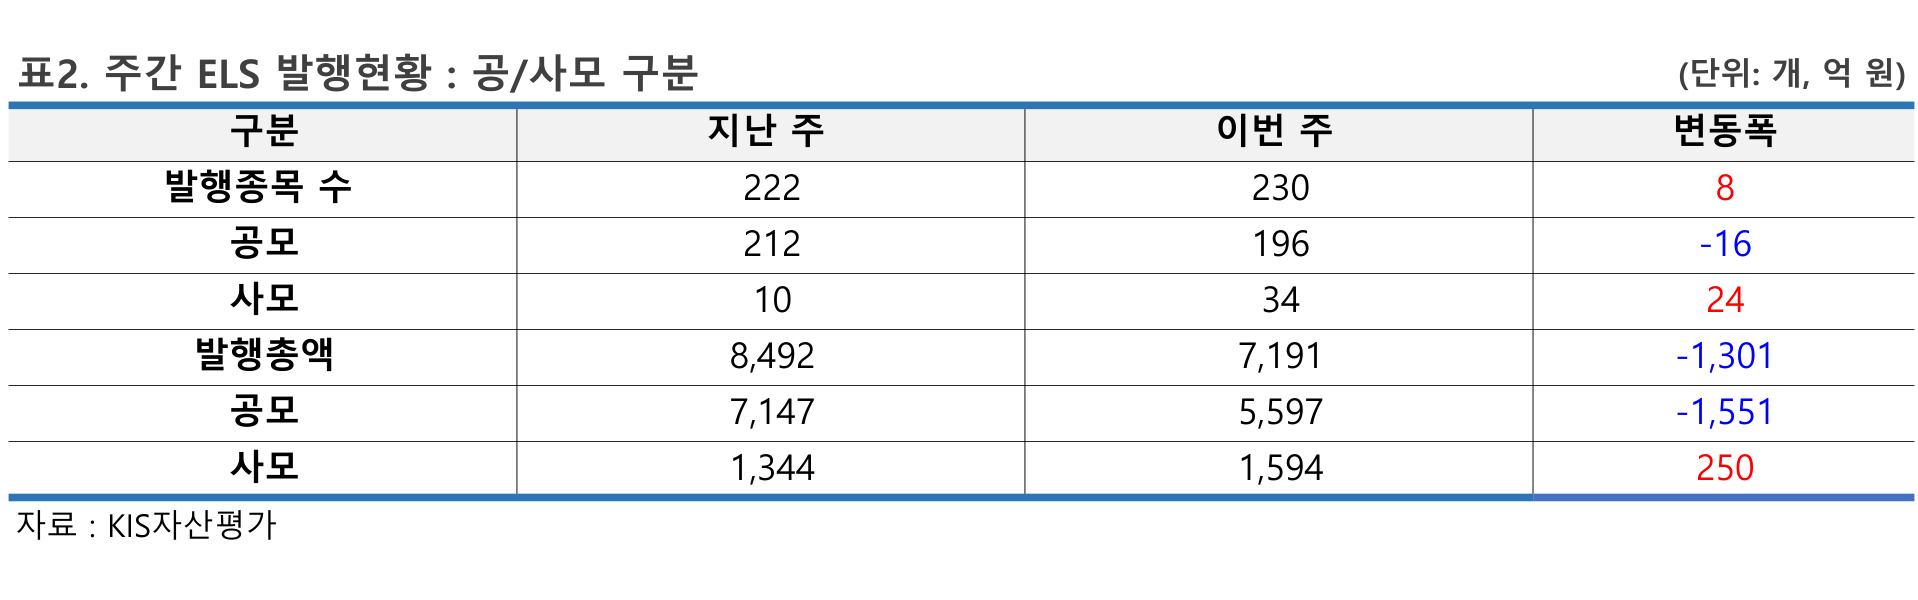 표2. 주간 ELS 발행현황 : 공/사모 구분 (단위: 개, 억 원)
구분 지난 주 이번 주 변동폭
발행종목 수 222 230 8
공모 212 196 -16
사모 10 34 24
발행총액 8,492 7,191 -1,301
공모 7,147 5,597 -1,551
사모 1,344 1,594 250
자료 : KIS자산평가